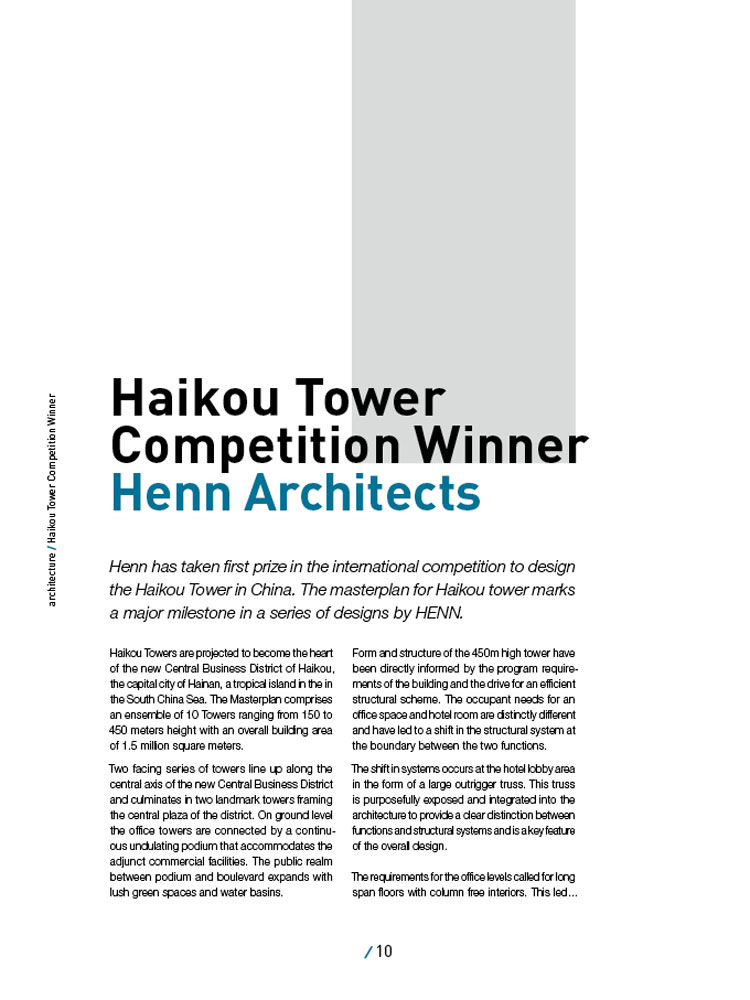 architecture / Haikou Tower Competition Winner
Haikou Tower
Competition Winner
Henn Architects
Henn has taken first prize in the international competition to design
the Haikou Tower in China. The masterplan for Haikou tower marks
a major milestone in a series of designs by HENN.
Haikou Towers are projected to become the heart
of the new Central Business District of Haikou,
the capital city of Hainan, a tropical island in the in
the South China Sea. The Masterplan comprises
an ensemble of 10 Towers ranging from 150 to
450 meters height with an overall building area
of 1.5 million square meters.
Two facing series of towers line up along the
central axis of the new Central Business District
and culminates in two landmark towers framing
the central plaza of the district. On ground level
the office towers are connected by a continu-
ous undulating podium that accommodates the
adjunct commercial facilities. The public realm
between podium and boulevard expands with
lush green spaces and water basins.
Form and structure of the 450m high tower have
been directly informed by the program require-
ments of the building and the drive for an efficient
structural scheme. The occupant needs for an
office space and hotel room are distinctly different
and have led to a shift in the structural system at
the boundary between the two functions.
The shift in systems occurs at the hotel lobby area
in the form of a large outrigger truss. This truss
is purposefully exposed and integrated into the
architecture to provide a clear distinction between
functions and structural systems and is a key feature
of the overall design.
The requirements for the office levels called for long
span floors with column free interiors. This led...
/ 10